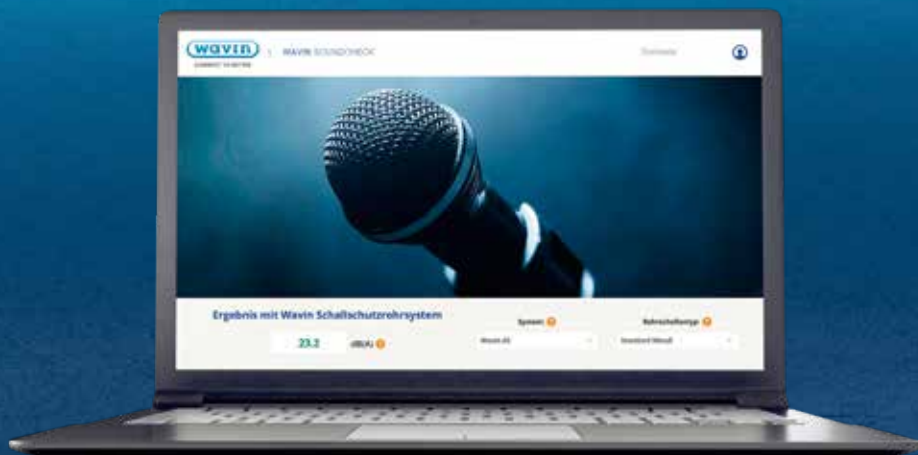 wavin
WAVIN SOUNDCHECK
Ergebnis mit Wavin Schallschutzrohrsystem
23.2 dB(A)
System
Rohrschellentyp